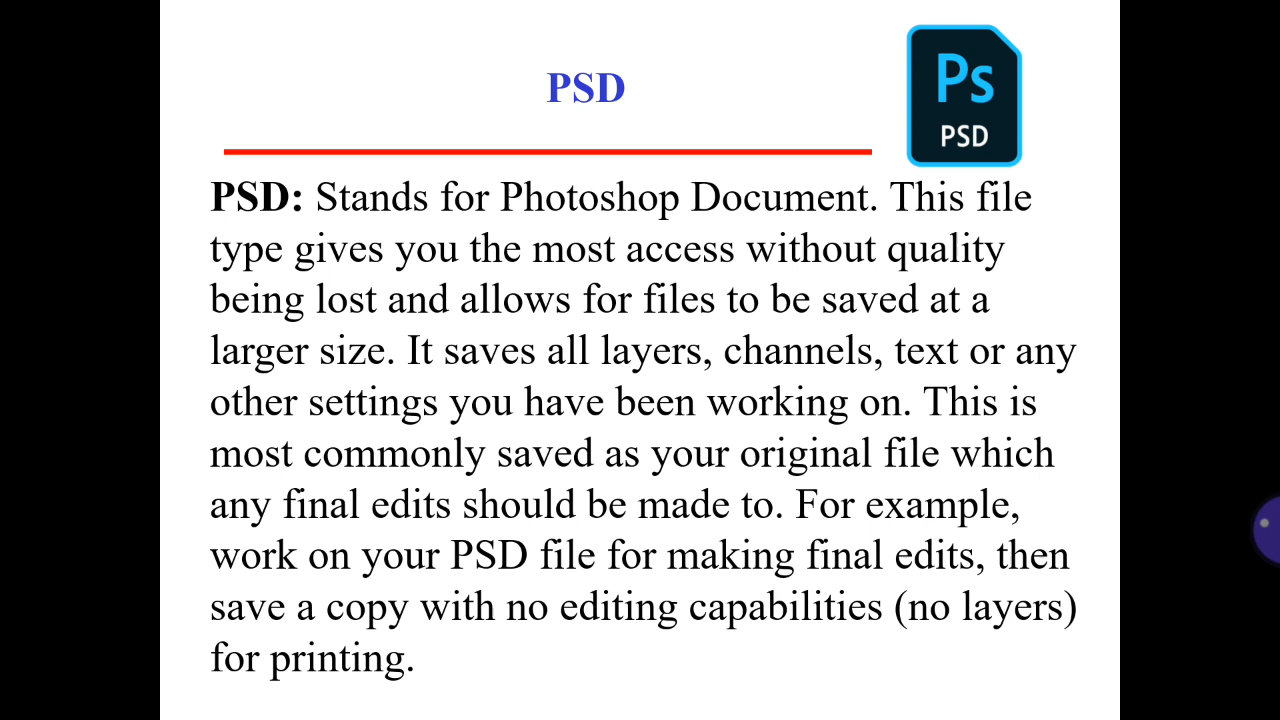 PSD
Ps
PSD
PSD: Stands for Photoshop Document. This file
type gives you the most access without quality
being lost and allows for files to be saved at a
larger size. It saves all layers, channels, text or any
other settings you have been working on. This is
most commonly saved as your original file which
any final edits should be made to. For example,
work on your PSD file for making final edits, then
save a copy with no editing capabilities (no layers)
for printing.